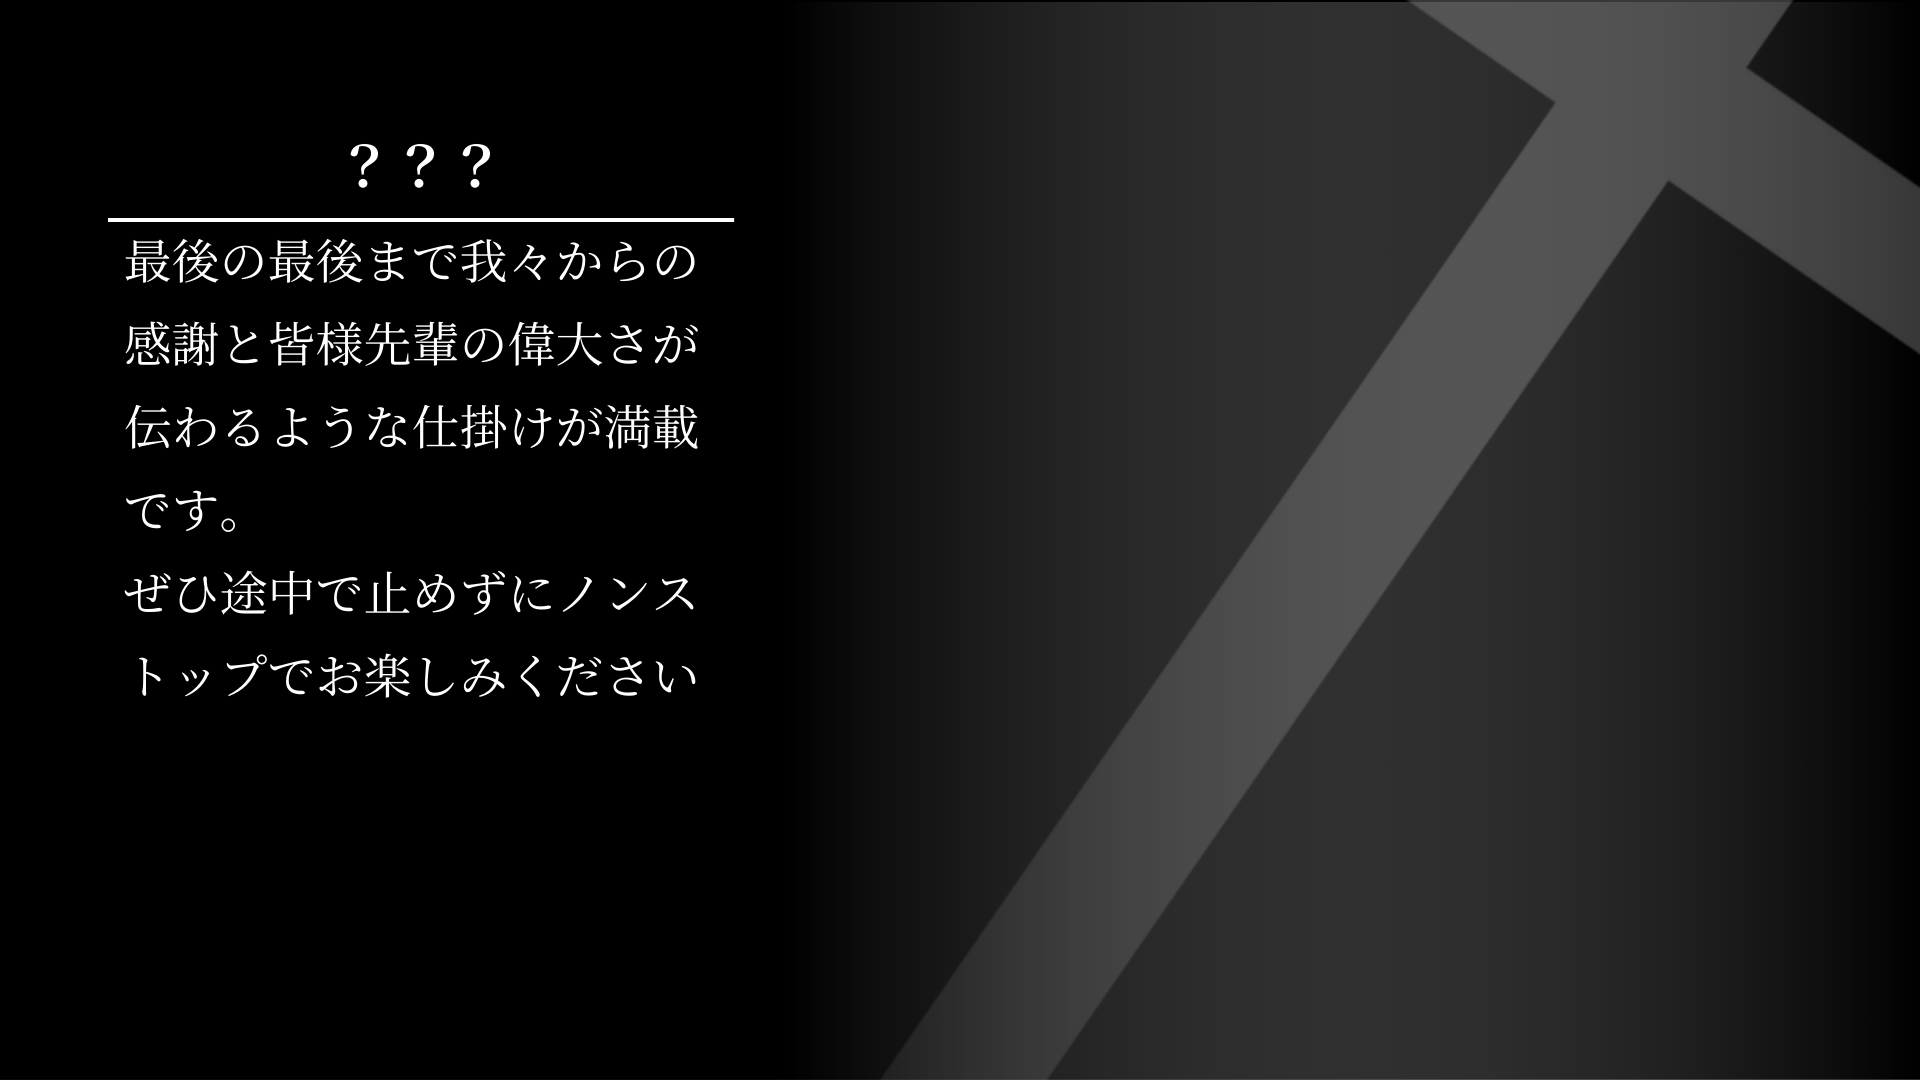 ？？？
最後の最後まで我々からの
感謝と皆様先輩の偉大さが
伝わるような仕掛けが満載
です。
ぜひ途中で止めずにノンス
トップでお楽しみください